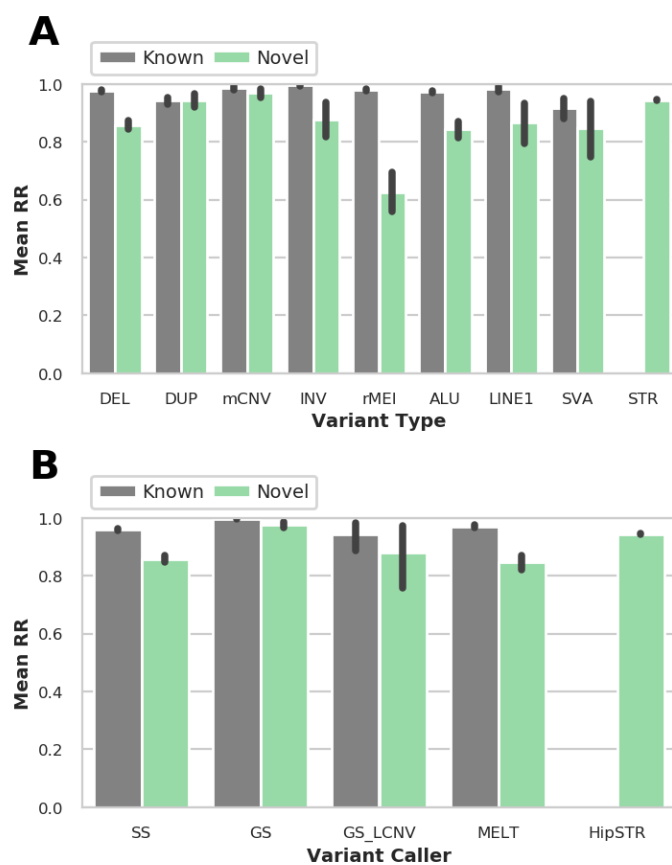 A
Known Novel
1.0
0.8
0.6
0.4
0.2
0.0
Mean RR
DEL DUP mCNV INV rMEI ALU LINE1 SVA STR
Variant Type
B
Known Novel
1.0
0.8
0.6
0.4
0.2
0.0
Mean RR
SS GS GS_LCNV MELT HipSTR
Variant Caller